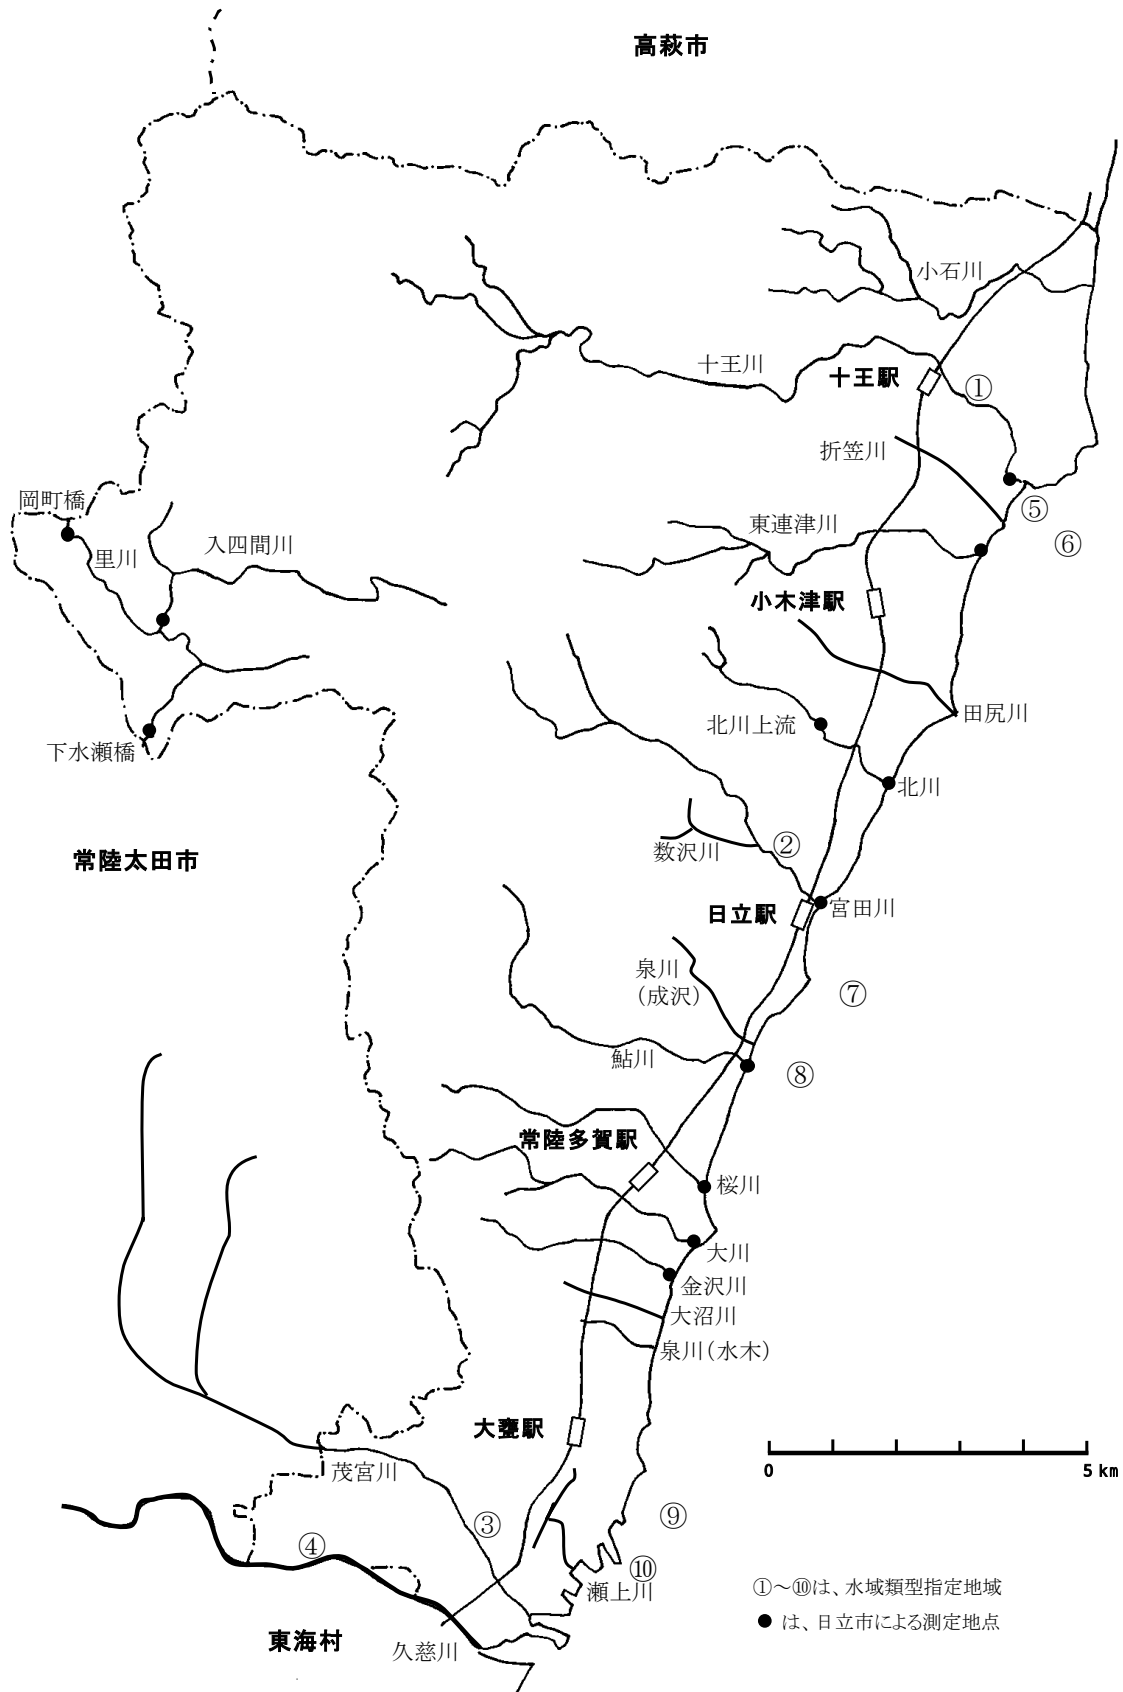 高萩市
小石川
十王川
十王駅
①
折笠川
⑤
岡町橋
里川
入四間川
東連津川
⑥
小木津駅
田尻川
北川上流
下水瀬橋
北川
常陸太田市
数沢川
②
日立駅
宮田川
泉川
(成沢)
⑦
鮎川
⑧
常陸多賀駅
桜川
大川
金沢川
大沼川
泉川(水木)
大甕駅
茂宮川
0 5 km
③
④
⑨
⑩
瀬上川
①～⑩は、水域類型指定地域
● は、日立市による測定地点
東海村
久慈川